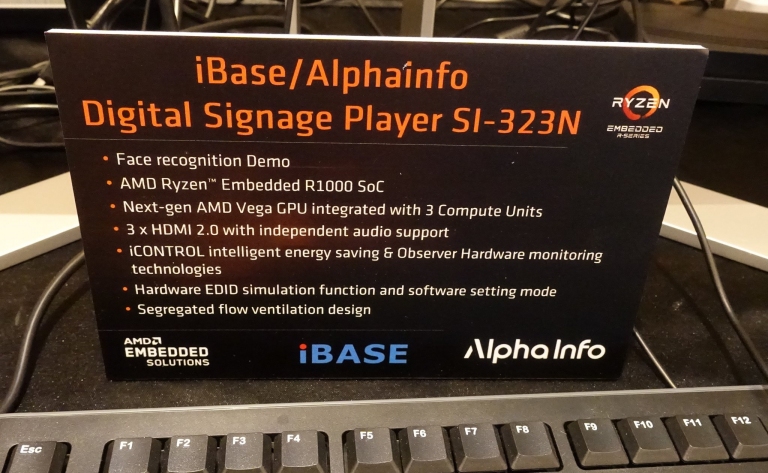 iBase/Alphainfo
Digital Signage Player SI-323N
RYZEN
EMBEDDED
R-SERIES
• Face recognition Demo
• AMD Ryzen™ Embedded R1000 SoC
• Next-gen AMD Vega GPU integrated with 3 Compute Units
• 3 x HDMI 2.0 with independent audio support
• iCONTROL intelligent energy saving & Observer Hardware monitoring
technologies
• Hardware EDID simulation function and software setting mode
• Segregated flow ventilation design
AMD
EMBEDDED
SOLUTIONS
iBASE
Alpha Info
Esc F1 F2 F3 F4 F5 F6 F7 F8 F9 F10 F11 F12